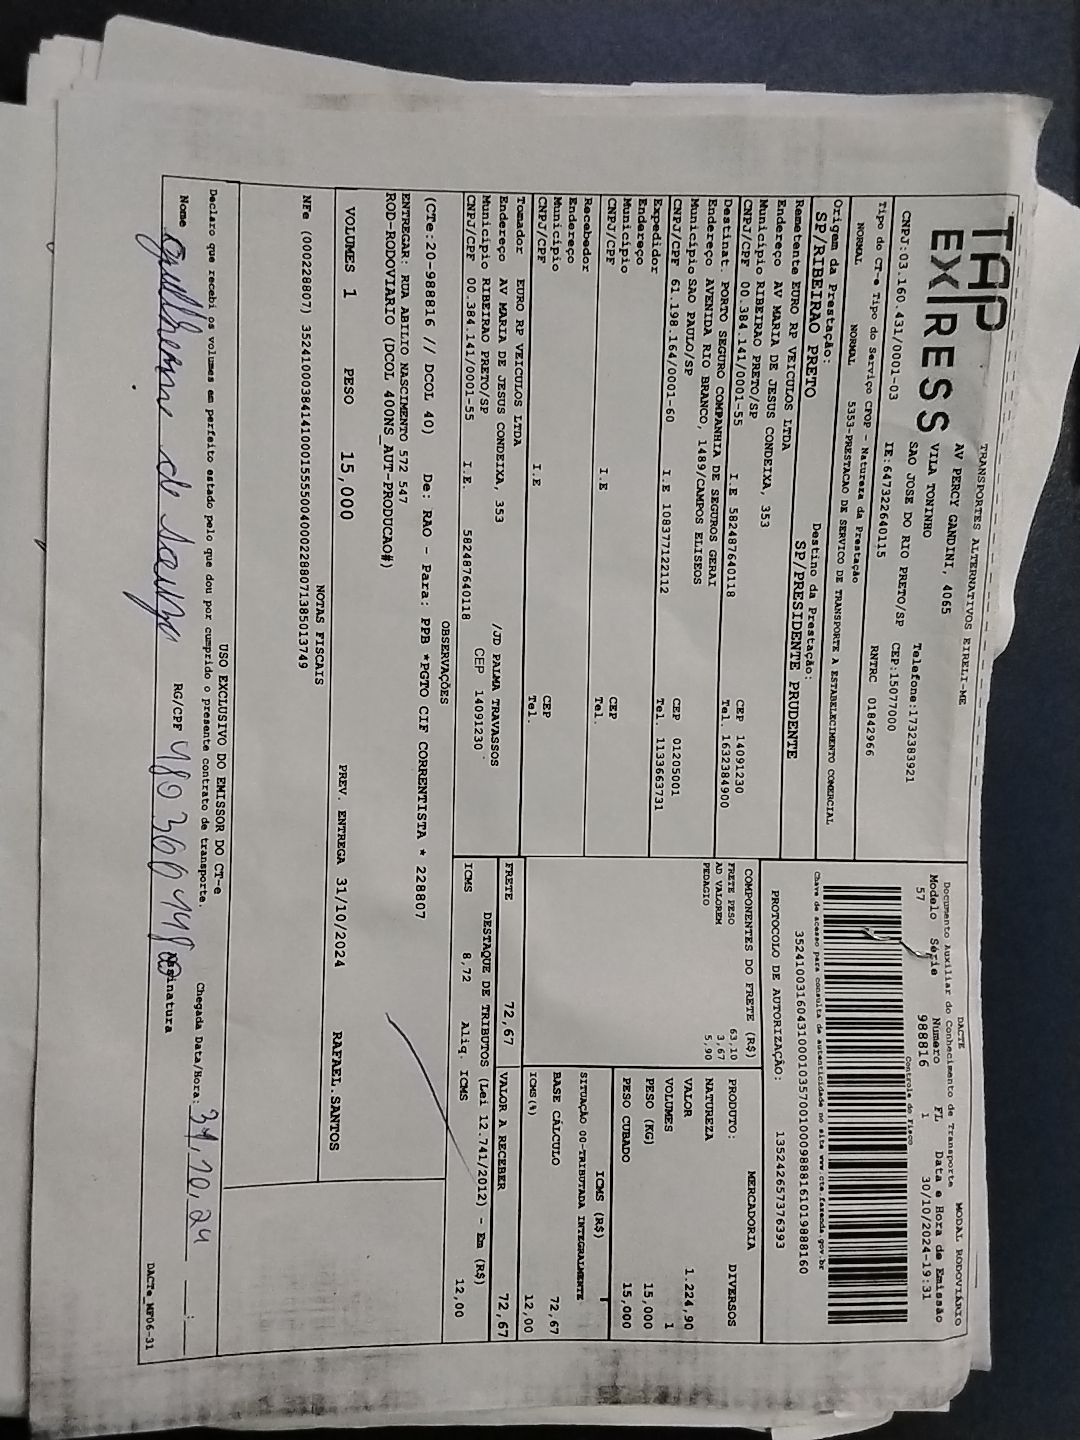 TRANSPORTES ALTERNATIVOS EIRELI-ME
TAP
EXPRESS
AV PERCY GANDINI, 4065
VILA TONINHO
SAO JOSE DO RIO PRETO/SP
Telefone:1732383921
CEP:15077000
CNPJ:03.160.431/0001-03 IE:647322640115 RNTRC 01842966
Tipo do CT-e Tipo do Serviço CFOP - Natureza da Prestação
NORMAL NORMAL 5353-PRESTACAO DE SERVICO DE TRANSPORTE A ESTABELECIMENTO COMERCIAL
Origem da Prestação: Destino da Prestação:
SP/RIBEIRAO PRETO SP/PRESIDENTE PRUDENTE
Remetente EURO RP VEICULOS LTDA
Endereço AV MARIA DE JESUS CONDEIXA, 353
Município RIBEIRAO PRETO/SP CEP 14091230
CNPJ/CPF 00.384.141/0001-55 I.E 582487640118 Tel. 1632384900
Destinat. PORTO SEGURO COMPANHIA DE SEGUROS GERAI
Endereço AVENIDA RIO BRANCO, 1489/CAMPOS ELISEOS
Município SAO PAULO/SP CEP 01205001
CNPJ/CPF 61.198.164/0001-60 I.E 108377122112 Tel. 1133663731
Expedidor
Endereço
Município CEP
CNPJ/CPF I.E Tel.
Recebedor
Endereço
Município CEP
CNPJ/CPF I.E Tel.
Tomador EURO RP VEICULOS LTDA
Endereço AV MARIA DE JESUS CONDEIXA, 353 /JD PALMA TRAVASSOS
Município RIBEIRAO PRETO/SP CEP 14091230
CNPJ/CPF 00.384.141/0001-55 I.E. 582487640118
DACTE MODAL RODOVIÁRIO
Documento Auxiliar do Conhecimento de Transporte
Modelo Série Número FL Data e Hora de Emissão
57 988816 1 30/10/2024-19:31
Controle do Fisco
Chave de acesso para consulta de autenticidade no site www.cte.fazenda.gov.br
35241003160431000103570010009888161019888160
PROTOCOLO DE AUTORIZAÇÃO: 135242657376393
COMPONENTES DO FRETE (R$)
FRETE PESO 63,10
AD VALOREM 3,67
PEDAGIO 5,90
MERCADORIA
PRODUTO: DIVERSOS
NATUREZA
VALOR 1.224,90
VOLUMES 1
PESO (KG) 15,000
PESO CUBADO 15,000
ICMS (R$)
SITUAÇÃO 00-TRIBUTADA INTEGRALMENTE
BASE CÁLCULO 72,67
ICMS(%) 12,00
FRETE 72,67 VALOR A RECEBER 72,67
DESTAQUE DE TRIBUTOS (Lei 12.741/2012) - Em (R$)
ICMS 8,72 Aliq. ICMS 12,00
OBSERVAÇÕES
(CTe:20-988816 // DCOL 40) De: RAO - Para: PPB *PGTO CIF CORRENTISTA * 228807
ENTREGAR: RUA ABILIO NASCIMENTO 572 547
ROD-RODOVIARIO (DCOL 400NS_AUT-PRODUCAO#)
VOLUMES 1 PESO 15,000 PREV. ENTREGA 31/10/2024 RAFAEL.SANTOS
NOTAS FISCAIS
NFe (000228807) 35241000384141000155550040002288071385013749
USO EXCLUSIVO DO EMISSOR DO CT-e
Declaro que recebi os volumes em perfeito estado pelo que dou por cumprido o presente contrato de transporte. Chegada Data/Hora: 31,10,24 :
Nome Guilherme de Souza RG/CPF Assinatura
DACTe_MF06-31